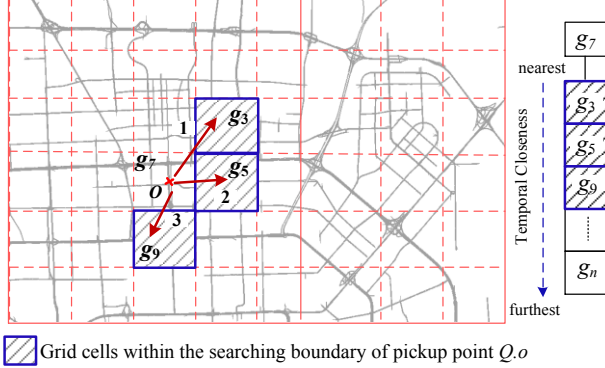 g3
1
g7
g5
o
2
3
g9
g7
nearest
g3
g5
g9
Temporal Closeness
gn
furthest
Grid cells within the searching boundary of pickup point Q.o